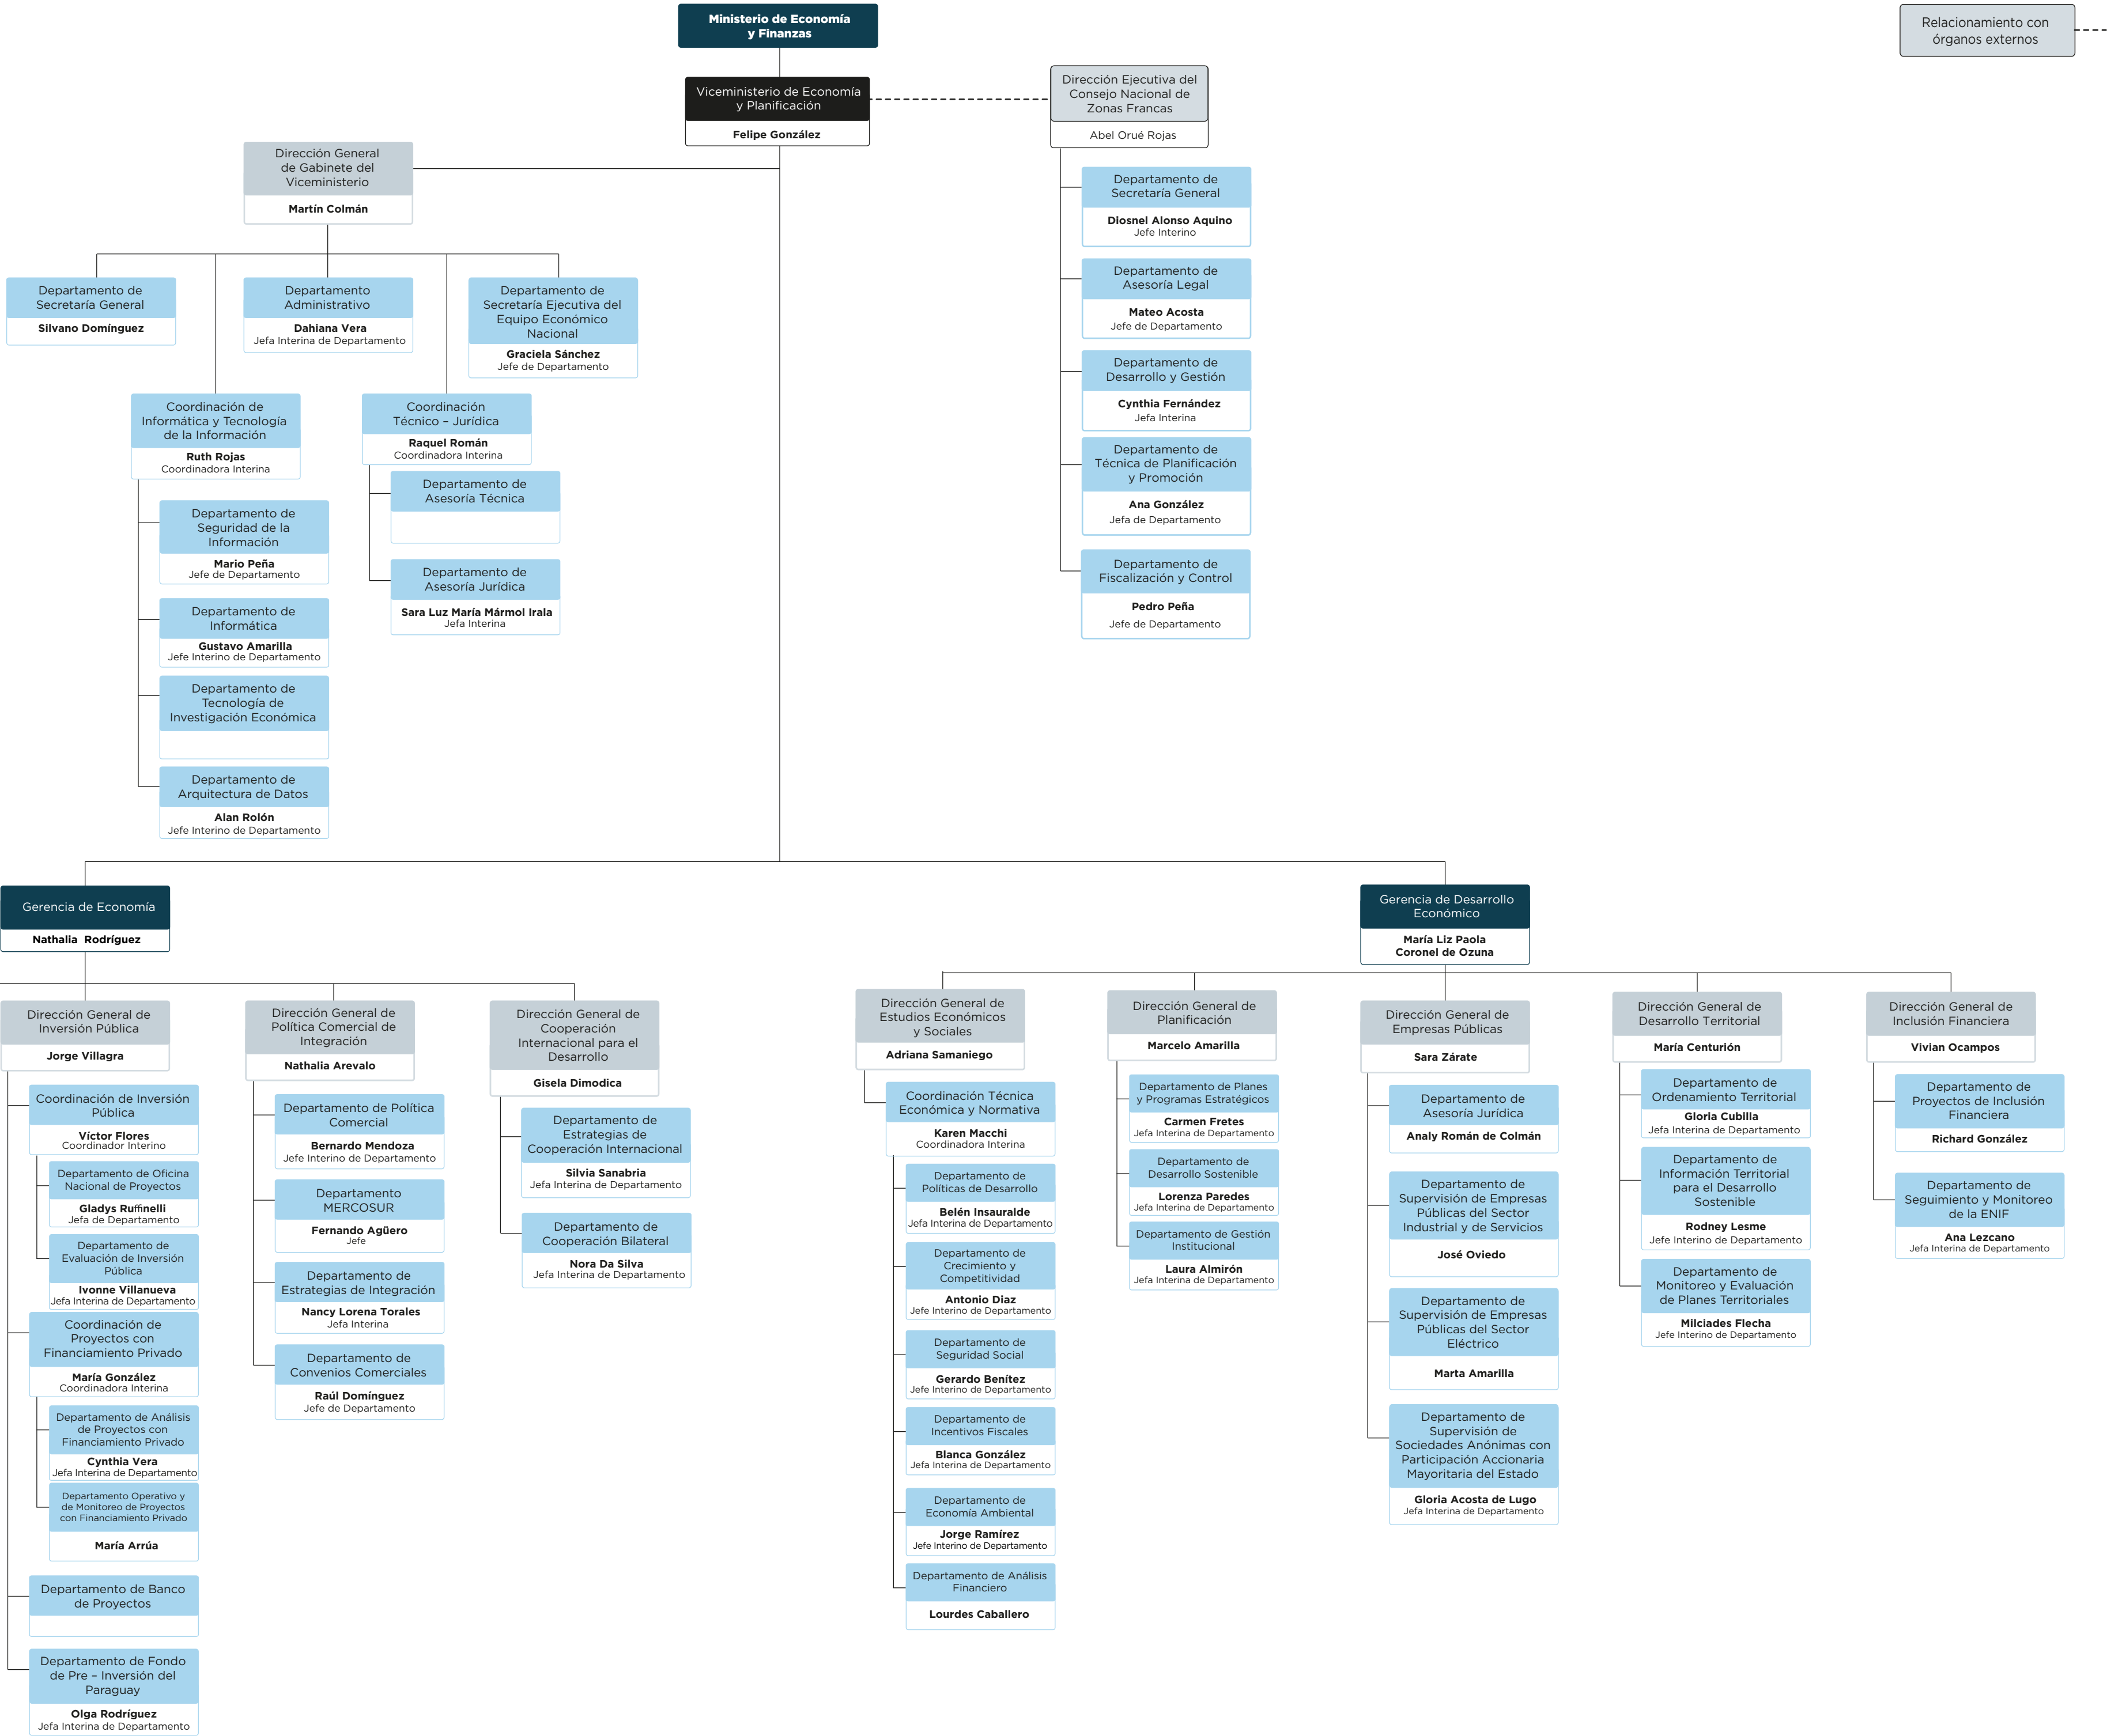 Ministerio de Economía
y Finanzas
Relacionamiento con
órganos externos
Viceministerio de Economía
y Planificación
Felipe González
Dirección Ejecutiva del
Consejo Nacional de
Zonas Francas
Abel Orué Rojas
Departamento de
Secretaría General
Diosnel Alonso Aquino
Jefe Interino
Departamento de
Asesoría Legal
Mateo Acosta
Jefe de Departamento
Departamento de
Desarrollo y Gestión
Cynthia Fernández
Jefa Interina
Departamento de
Técnica de Planificación
y Promoción
Ana González
Jefa de Departamento
Departamento de
Fiscalización y Control
Pedro Peña
Jefe de Departamento
Dirección General
de Gabinete del
Viceministerio
Martín Colmán
Departamento de
Secretaría General
Silvano Domínguez
Departamento
Administrativo
Dahiana Vera
Jefa Interina de Departamento
Departamento de
Secretaría Ejecutiva del
Equipo Económico
Nacional
Graciela Sánchez
Jefe de Departamento
Coordinación de
Informática y Tecnología
de la Información
Ruth Rojas
Coordinadora Interina
Departamento de
Seguridad de la
Información
Mario Peña
Jefe de Departamento
Departamento de
Informática
Gustavo Amarilla
Jefe Interino de Departamento
Departamento de
Tecnología de
Investigación Económica
Departamento de
Arquitectura de Datos
Alan Rolón
Jefe Interino de Departamento
Coordinación
Técnico – Jurídica
Raquel Román
Coordinadora Interina
Departamento de
Asesoría Técnica
Departamento de
Asesoría Jurídica
Sara Luz María Mármol Irala
Jefa Interina
Gerencia de Economía
Nathalia  Rodríguez
Dirección General de
Inversión Pública
Jorge Villagra
Coordinación de Inversión
Pública
Víctor Flores
Coordinador Interino
Departamento de Oficina
Nacional de Proyectos
Gladys Ruffinelli
Jefa de Departamento
Departamento de
Evaluación de Inversión
Pública
Ivonne Villanueva
Jefa Interina de Departamento
Coordinación de
Proyectos con
Financiamiento Privado
María González
Coordinadora Interina
Departamento de Análisis
de Proyectos con
Financiamiento Privado
Cynthia Vera
Jefa Interina de Departamento
Departamento Operativo y
de Monitoreo de Proyectos
con Financiamiento Privado
María Arrúa
Departamento de Banco
de Proyectos
Departamento de Fondo
de Pre – Inversión del
Paraguay
Olga Rodríguez
Jefa Interina de Departamento
Dirección General de
Política Comercial de
Integración
Nathalia Arevalo
Departamento de Política
Comercial
Bernardo Mendoza
Jefe Interino de Departamento
Departamento
MERCOSUR
Fernando Agüero
Jefe
Departamento de
Estrategias de Integración
Nancy Lorena Torales
Jefa Interina
Departamento de
Convenios Comerciales
Raúl Domínguez
Jefe de Departamento
Dirección General de
Cooperación
Internacional para el
Desarrollo
Gisela Dimodica
Departamento de
Estrategias de
Cooperación Internacional
Silvia Sanabria
Jefa Interina de Departamento
Departamento de
Cooperación Bilateral
Nora Da Silva
Jefa Interina de Departamento
Gerencia de Desarrollo
Económico
María Liz Paola
Coronel de Ozuna
Dirección General de
Estudios Económicos
y Sociales
Adriana Samaniego
Coordinación Técnica
Económica y Normativa
Karen Macchi
Coordinadora Interina
Departamento de
Políticas de Desarrollo
Belén Insauralde
Jefa Interina de Departamento
Departamento de
Crecimiento y
Competitividad
Antonio Diaz
Jefe Interino de Departamento
Departamento de
Seguridad Social
Gerardo Benítez
Jefe Interino de Departamento
Departamento de
Incentivos Fiscales
Blanca González
Jefa Interina de Departamento
Departamento de
Economía Ambiental
Jorge Ramírez
Jefe Interino de Departamento
Departamento de Análisis
Financiero
Lourdes Caballero
Dirección General de
Planificación
Marcelo Amarilla
Departamento de Planes
y Programas Estratégicos
Carmen Fretes
Jefa Interina de Departamento
Departamento de
Desarrollo Sostenible
Lorenza Paredes
Jefa Interina de Departamento
Departamento de Gestión
Institucional
Laura Almirón
Jefa Interina de Departamento
Dirección General de
Empresas Públicas
Sara Zárate
Departamento de
Asesoría Jurídica
Analy Román de Colmán
Departamento de
Supervisión de Empresas
Públicas del Sector
Industrial y de Servicios
José Oviedo
Departamento de
Supervisión de Empresas
Públicas del Sector
Eléctrico
Marta Amarilla
Departamento de
Supervisión de
Sociedades Anónimas con
Participación Accionaria
Mayoritaria del Estado
Gloria Acosta de Lugo
Jefa Interina de Departamento
Dirección General de
Desarrollo Territorial
María Centurión
Departamento de
Ordenamiento Territorial
Gloria Cubilla
Jefa Interina de Departamento
Departamento de
Información Territorial
para el Desarrollo
Sostenible
Rodney Lesme
Jefe Interino de Departamento
Departamento de
Monitoreo y Evaluación
de Planes Territoriales
Milciades Flecha
Jefe Interino de Departamento
Dirección General de
Inclusión Financiera
Vivian Ocampos
Departamento de
Proyectos de Inclusión
Financiera
Richard González
Departamento de
Seguimiento y Monitoreo
de la ENIF
Ana Lezcano
Jefa Interina de Departamento